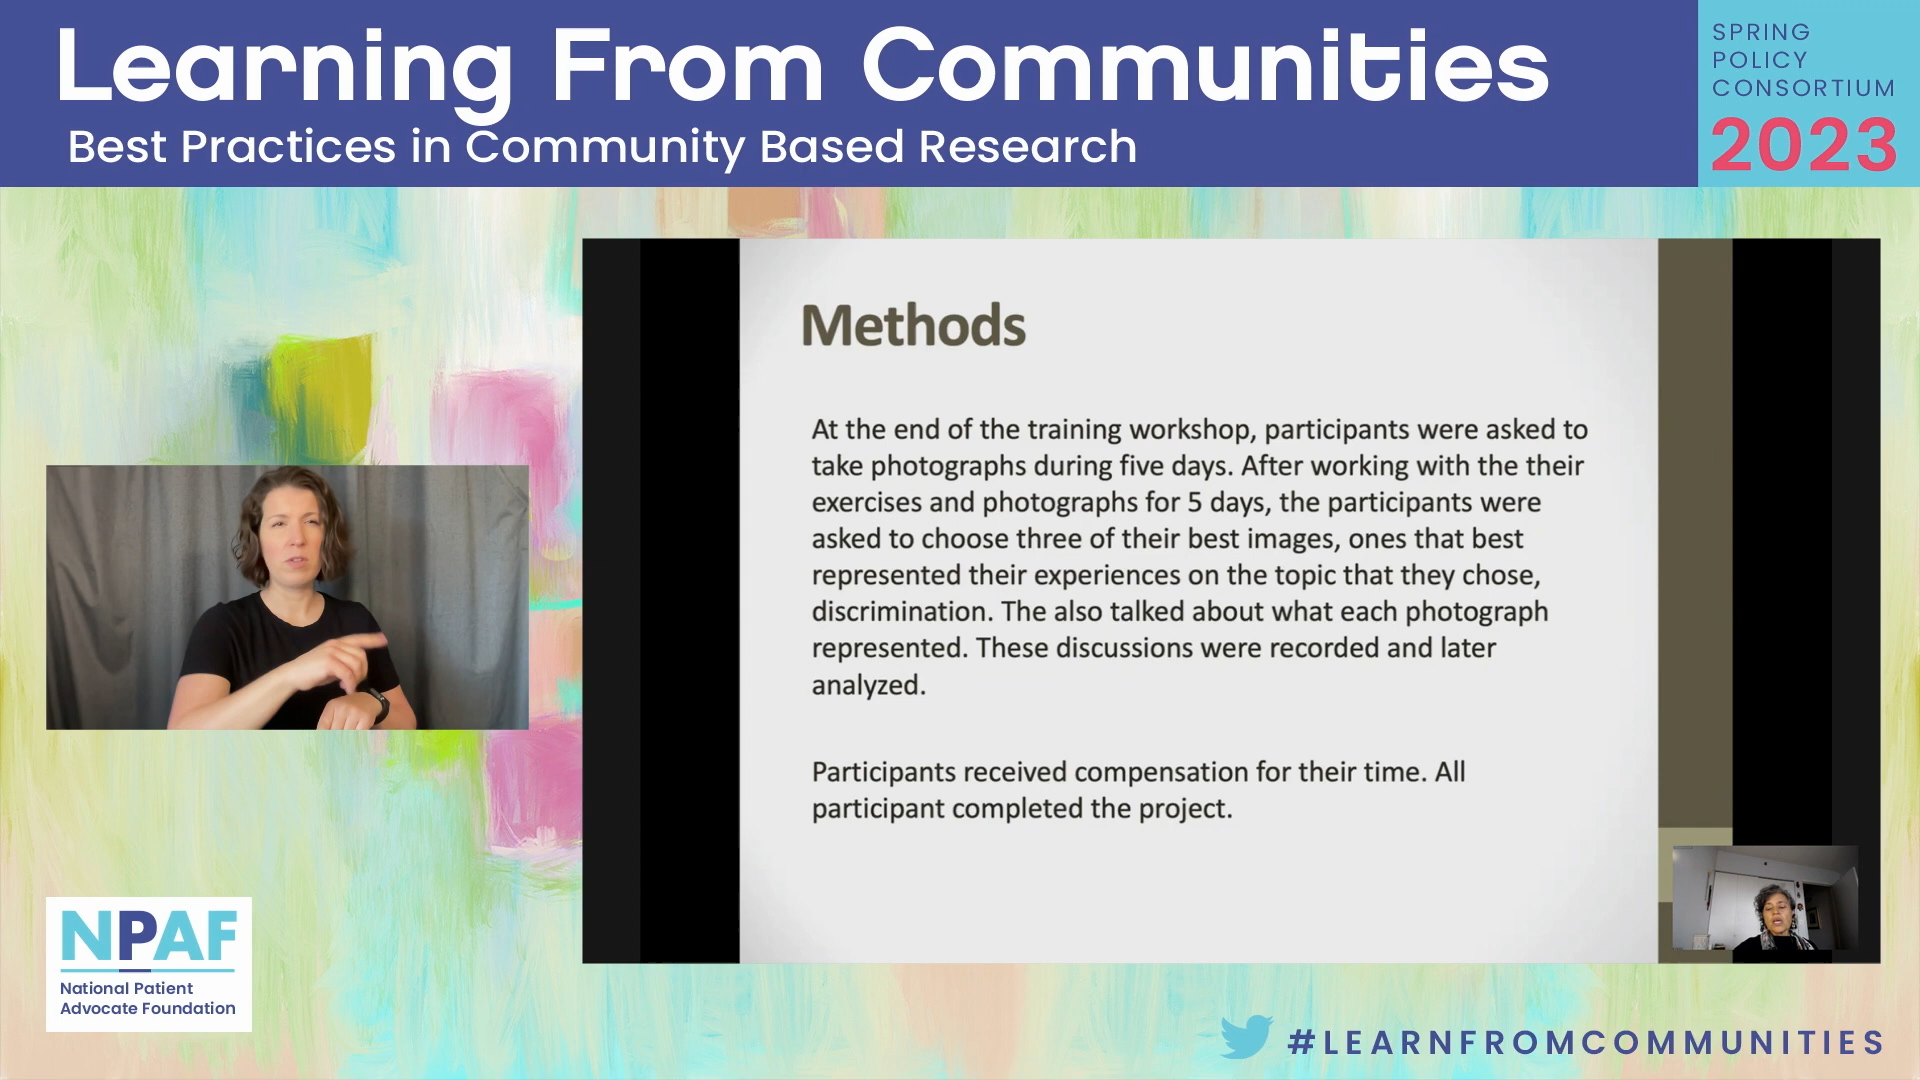 Learning From Communities
Best Practices in Community Based Research
SPRING
POLICY
CONSORTIUM
2023
Methods
At the end of the training workshop, participants were asked to
take photographs during five days. After working with the their
exercises and photographs for 5 days, the participants were
asked to choose three of their best images, ones that best
represented their experiences on the topic that they chose,
discrimination. The also talked about what each photograph
represented. These discussions were recorded and later
analyzed.
Participants received compensation for their time. All
participant completed the project.
NPAF
National Patient
Advocate Foundation
#LEARNFROMCOMMUNITIES